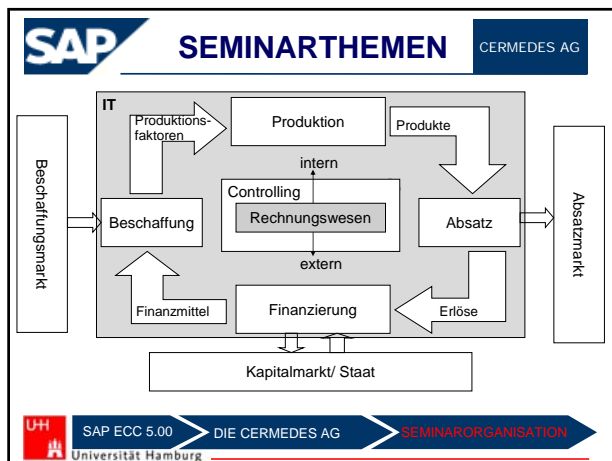 SAP
SEMINARTHEMEN
CERMEDES AG
IT
Produktions-
faktoren
Produktion
Produkte
intern
Controlling
Beschaffungsmarkt
Beschaffung
Rechnungswesen
Absatz
Absatzmarkt
extern
Finanzmittel
Finanzierung
Erlöse
Kapitalmarkt/ Staat
UH
SAP ECC 5.00
DIE CERMEDES AG
SEMINARORGANISATION
Universität Hamburg